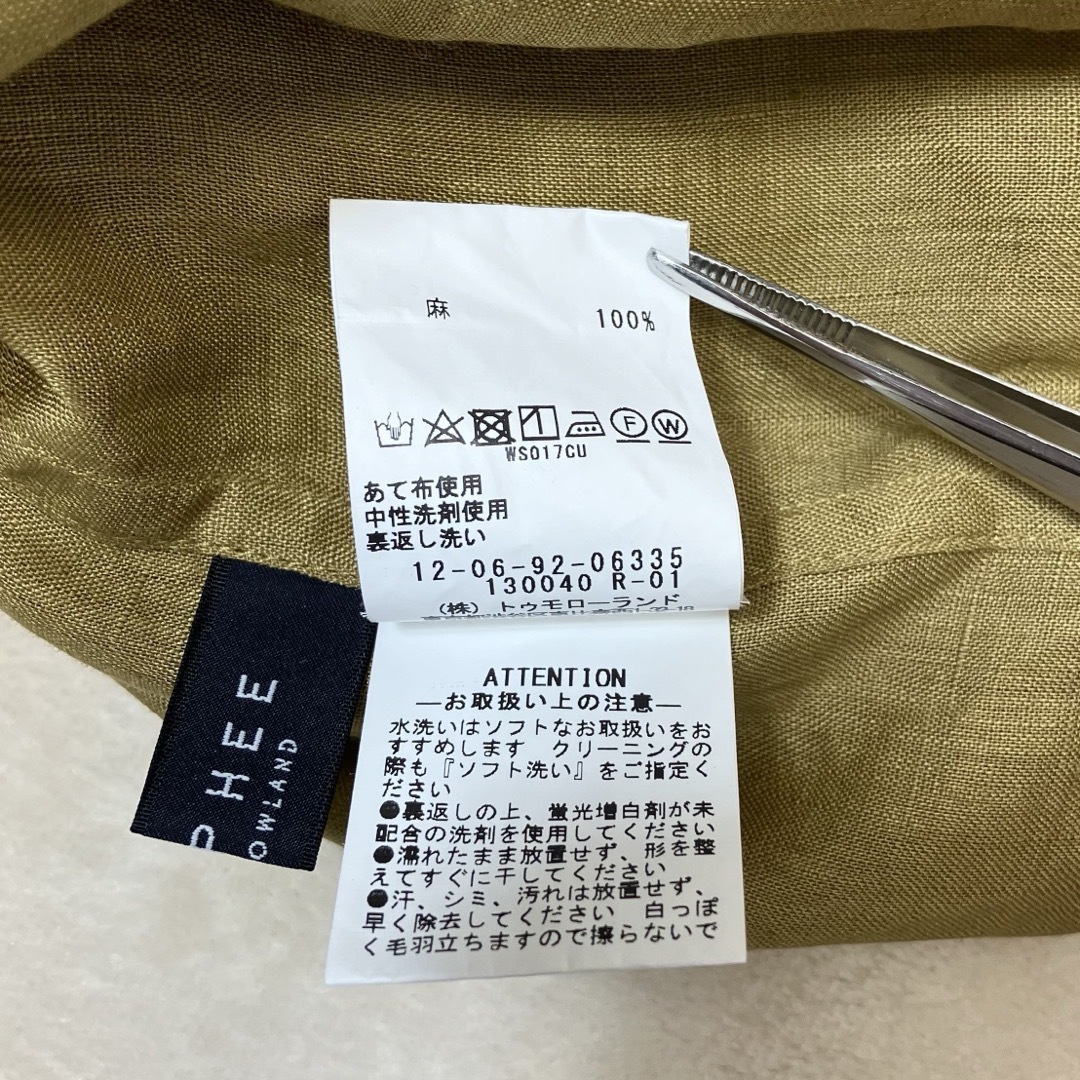 麻 100%
F W
WS017CU
あて布使用
中性洗剤使用
裏返し洗い
12-06-92-06335
130040 R-01
(株) トゥモローランド
ATTENTION
―お取扱い上の注意―
水洗いはソフトなお取扱いをお
すすめします クリーニングの
際も『ソフト洗い』をご指定く
ださい
●裏返しの上、蛍光増白剤が未
配合の洗剤を使用してください
●濡れたまま放置せず、形を整
えてすぐに干してください
●汗、シミ、汚れは放置せず、
早く除去してください 白っぽ
く毛羽立ちますので擦らないで
PHEE
OWLAND